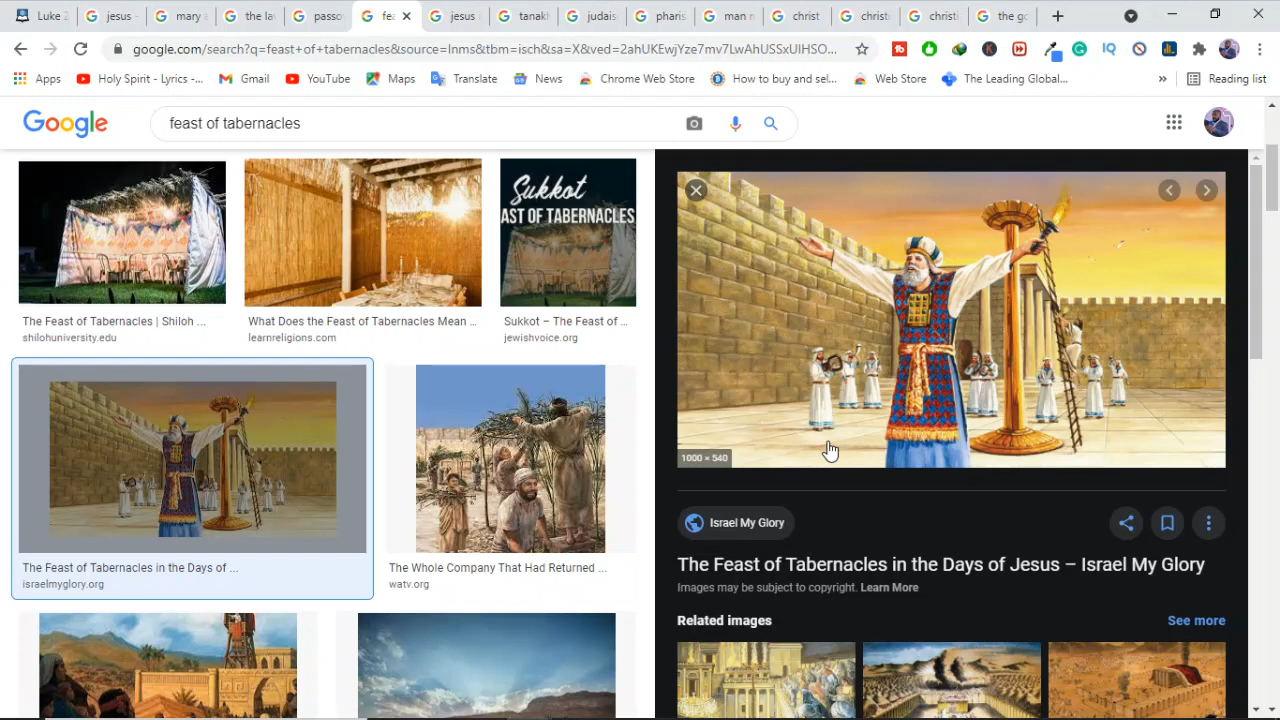 Luke 2
jesus -
mary a
the la
passo
fea
jesus
tanakh
judais
pharis
man n
christ
christi
christi
the go
google.com/search?q=feast+of+tabernacles&source=lnms&tbm=isch&sa=X&ved=2ahUKEwjYze7mv7LwAhUSSxUIHSO...
Apps
Holy Spirit - Lyrics -...
Gmail
YouTube
Maps
Translate
News
Chrome Web Store
How to buy and sel...
Web Store
The Leading Global...
»
Reading list
Google
feast of tabernacles
Sukkot
AST OF TABERNACLES
The Feast of Tabernacles | Shiloh ...
shilohuniversity.edu
What Does the Feast of Tabernacles Mean ...
learnreligions.com
Sukkot – The Feast of ...
jewishvoice.org
1000 × 540
The Feast of Tabernacles in the Days of ...
israelmyglory.org
The Whole Company That Had Returned ...
watv.org
Israel My Glory
The Feast of Tabernacles in the Days of Jesus – Israel My Glory
Images may be subject to copyright. Learn More
Related images
See more